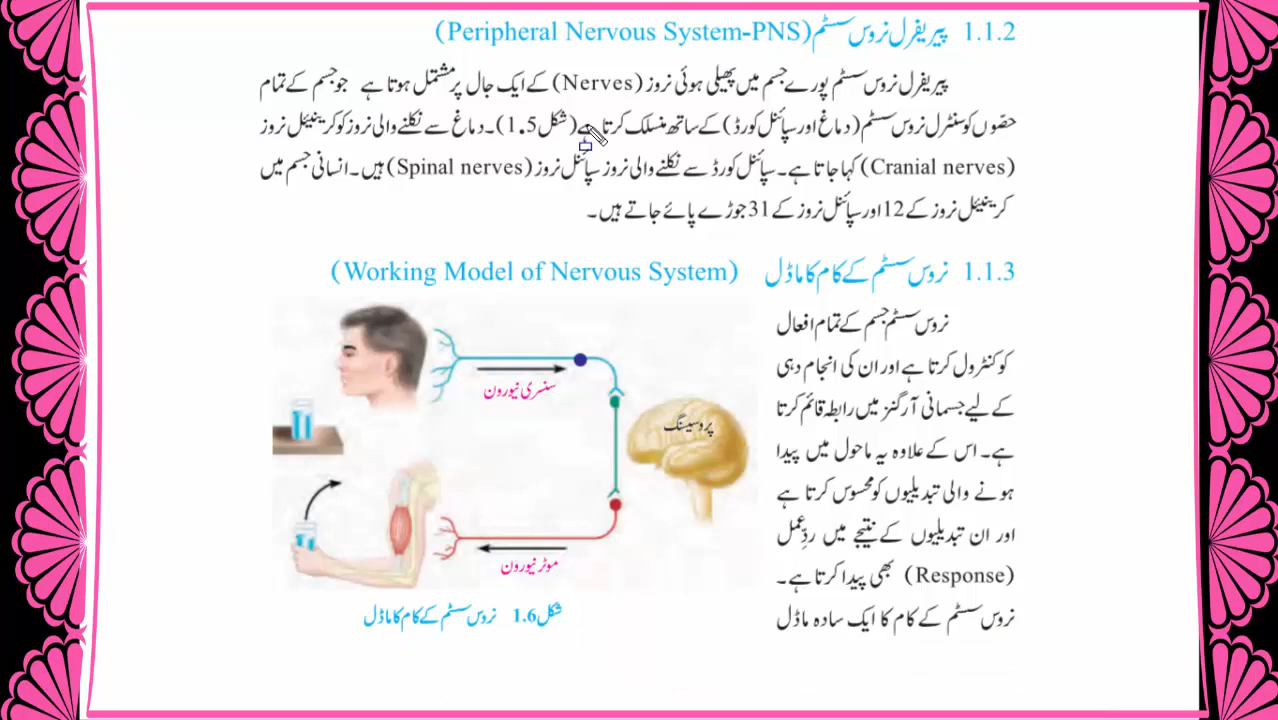 1.1.2 پیریفرل نروس سسٹم (Peripheral Nervous System-PNS)
پیریفرل نروس سسٹم پورے جسم میں پھیلی ہوئی نروز (Nerves) کے ایک جال پر مشتمل ہوتا ہے جو جسم کے تمام
حصّوں کو سنٹرل نروس سسٹم (دماغ اور سپائنل کورڈ) کے ساتھ منسلک کرتا ہے (شکل 1.5)۔ دماغ سے نکلنے والی نروز کو کرینیئل نروز
(Cranial nerves) کہا جاتا ہے۔ سپائنل کورڈ سے نکلنے والی نروز سپائنل نروز (Spinal nerves) ہیں۔ انسانی جسم میں
کرینیئل نروز کے 12 اور سپائنل نروز کے 31 جوڑے پائے جاتے ہیں۔
1.1.3 نروس سسٹم کے کام کا ماڈل (Working Model of Nervous System)
نروس سسٹم جسم کے تمام افعال
کو کنٹرول کرتا ہے اور ان کی انجام دہی
کے لیے جسمانی آرگنز میں رابطہ قائم کرتا
ہے۔ اس کے علاوہ یہ ماحول میں پیدا
ہونے والی تبدیلیوں کو محسوس کرتا ہے
اور ان تبدیلیوں کے نتیجے میں ردِّعمل
(Response) بھی پیدا کرتا ہے۔
نروس سسٹم کے کام کا ایک سادہ ماڈل
سنسری نیورون
پروسیسنگ
موٹر نیورون
شکل 1.6 نروس سسٹم کے کام کا ماڈل